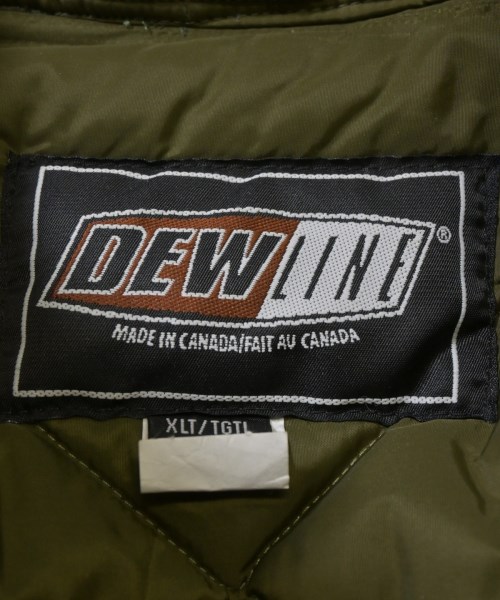 DEWLINE®
MADE IN CANADA/FAIT AU CANADA
XLT/TGTL